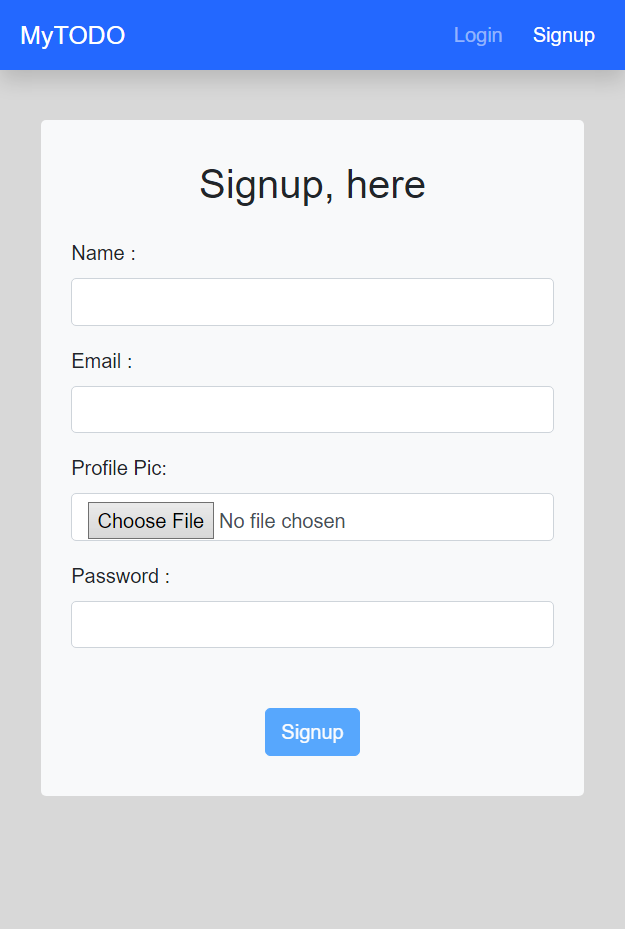 MyTODO Login Signup
Signup, here
Name :
Email :
Profile Pic:
Choose File No file chosen
Password :
Signup